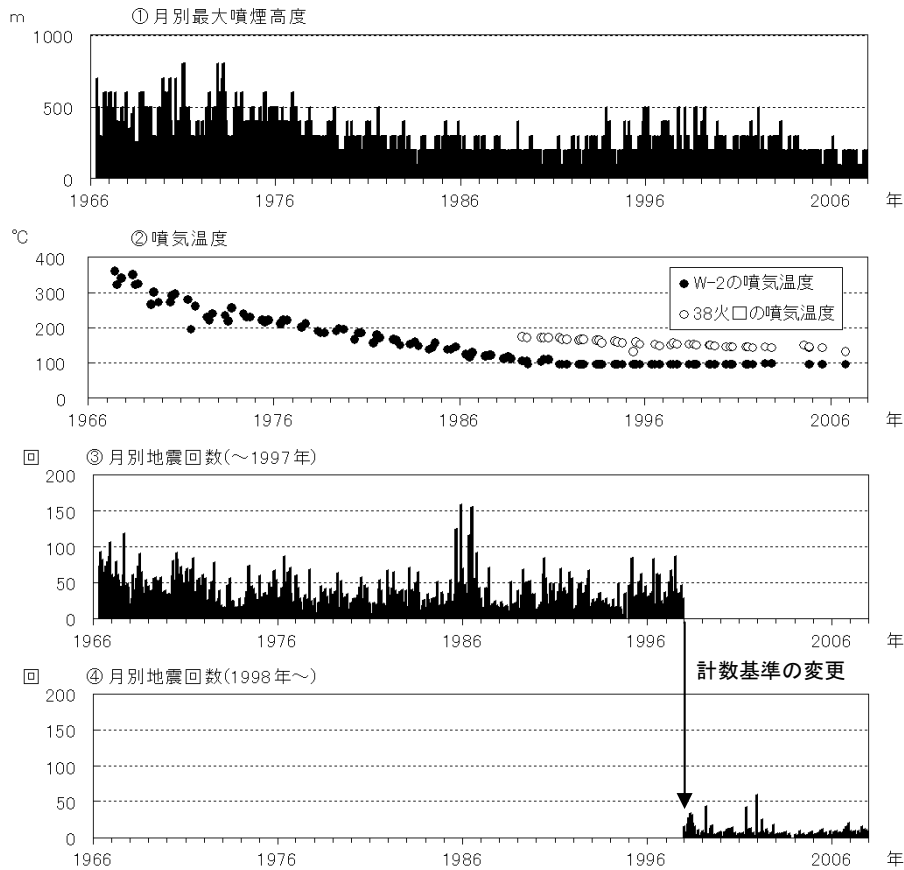 m ①月別最大噴煙高度
1000
500
0
1966 1976 1986 1996 2006 年
℃ ②噴気温度
400
300
200
100
0
● W-2の噴気温度
○ 38火口の噴気温度
1966 1976 1986 1996 2006 年
回 ③月別地震回数(～1997年)
200
150
100
50
0
1966 1976 1986 1996 2006 年
計数基準の変更
回 ④月別地震回数(1998年～)
200
150
100
50
0
1966 1976 1986 1996 2006 年